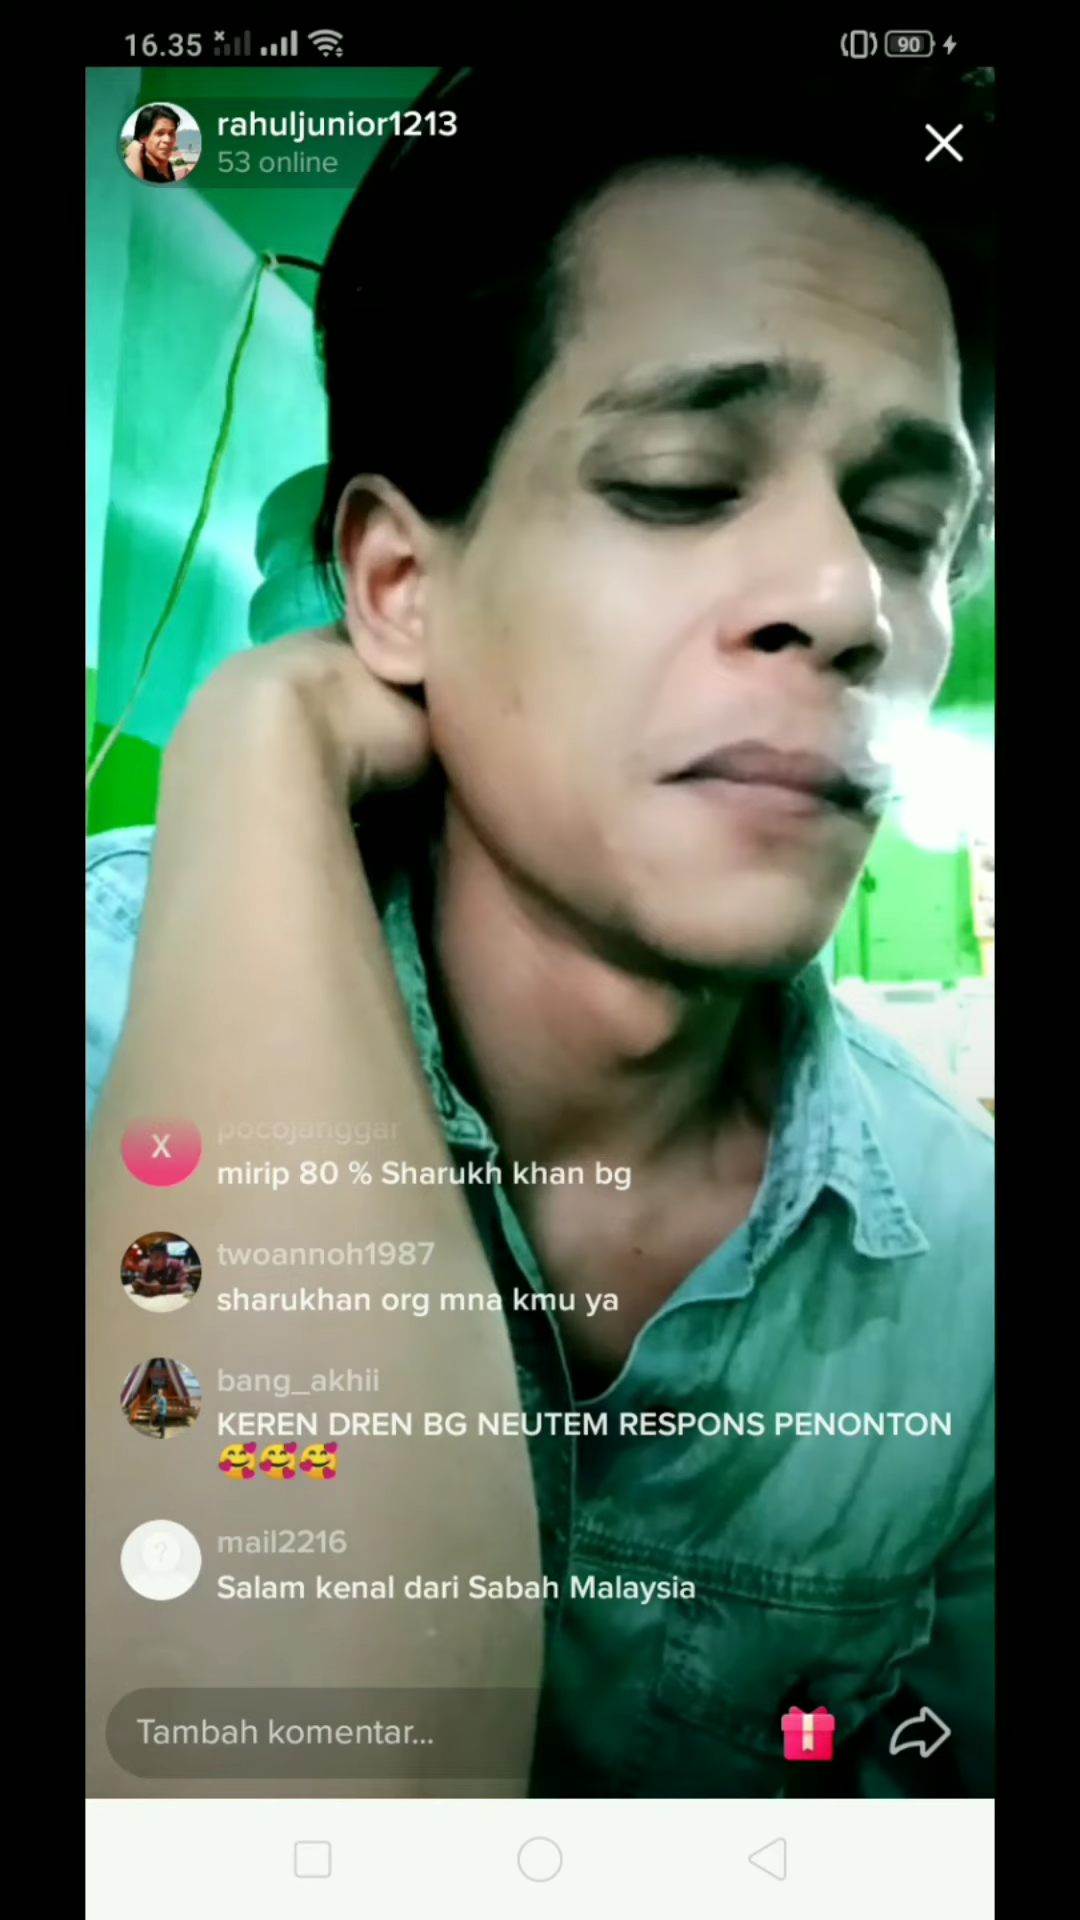 16.35
90
rahuljunior1213
53 online
X
pocojanggar
mirip 80 % Sharukh khan bg
twoannoh1987
sharukhan org mna kmu ya
bang_akhii
KEREN DREN BG NEUTEM RESPONS PENONTON
🥰🥰🥰
?
mail2216
Salam kenal dari Sabah Malaysia
Tambah komentar...